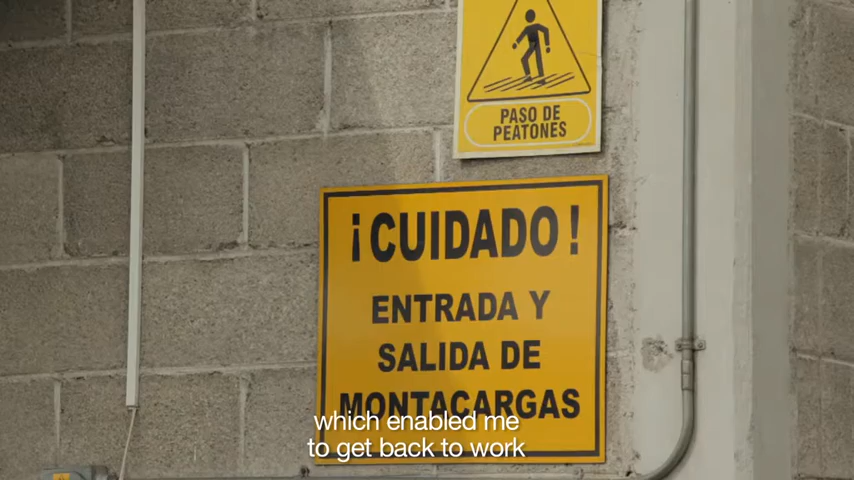 PASO DE
PEATONES
¡CUIDADO!
ENTRADA Y
SALIDA DE
MONTACARGAS
which enabled me
to get back to work